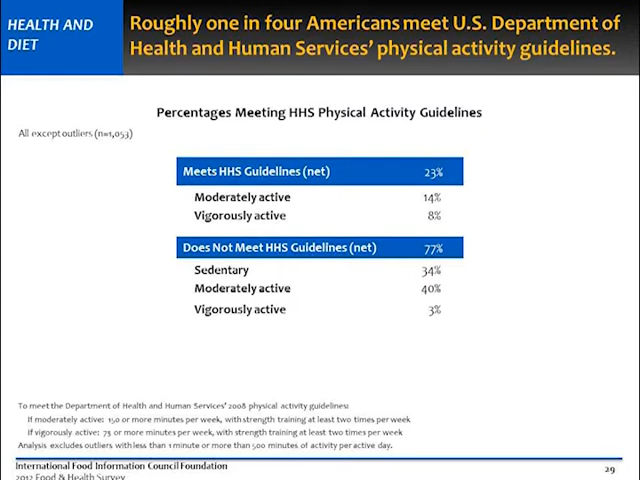 HEALTH AND
DIET
Roughly one in four Americans meet U.S. Department of
Health and Human Services' physical activity guidelines.
Percentages Meeting HHS Physical Activity Guidelines
All except outliers (n=1,053)
Meets HHS Guidelines (net) 23%
Moderately active 14%
Vigorously active 8%
Does Not Meet HHS Guidelines (net) 77%
Sedentary 34%
Moderately active 40%
Vigorously active 3%
To meet the Department of Health and Human Services' 2008 physical activity guidelines:
If moderately active: 150 or more minutes per week, with strength training at least two times per week
If vigorously active: 75 or more minutes per week, with strength training at least two times per week
Analysis excludes outliers with less than 1 minute or more than 500 minutes of activity per active day.
International Food Information Council Foundation
2012 Food & Health Survey
29